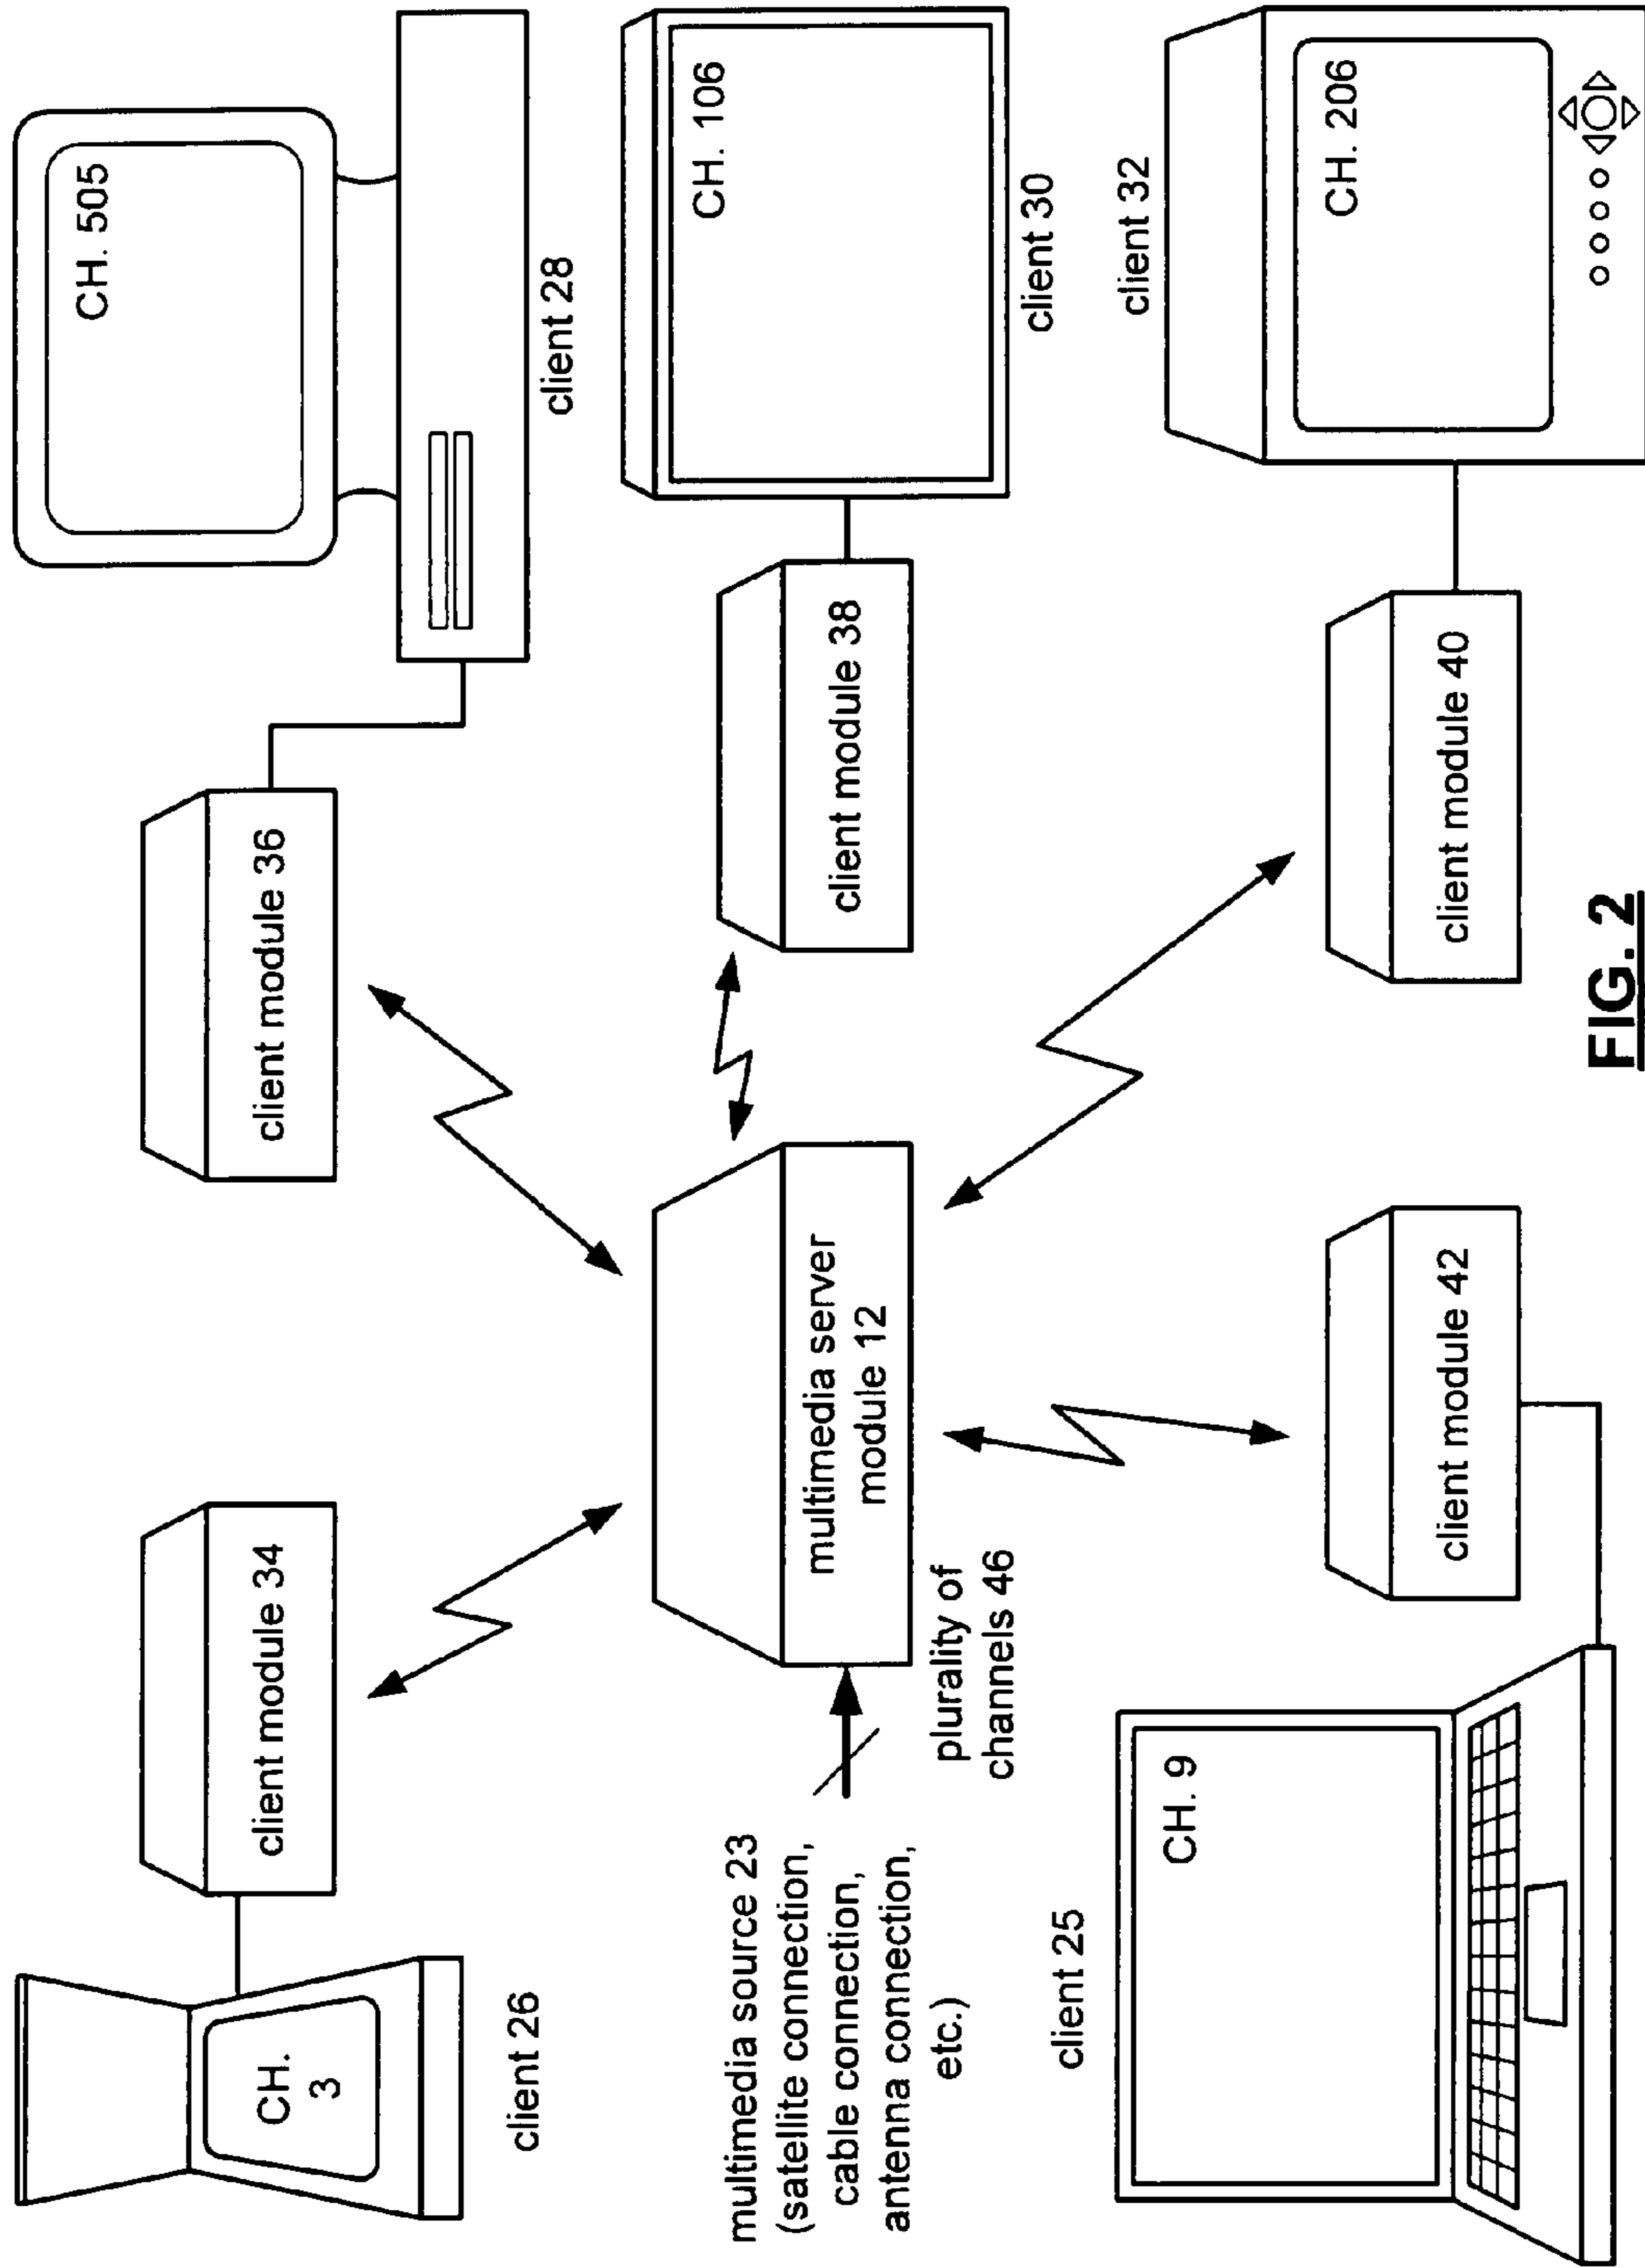 CH.
3
client 26
client module 34
client module 36
CH. 505
client 28
multimedia source 23
(satellite connection,
cable connection,
antenna connection,
etc.)
plurality of
channels 46
multimedia server
module 12
client module 38
CH. 106
client 30
client 25
CH. 9
client module 42
client module 40
client 32
CH. 206
FIG. 2